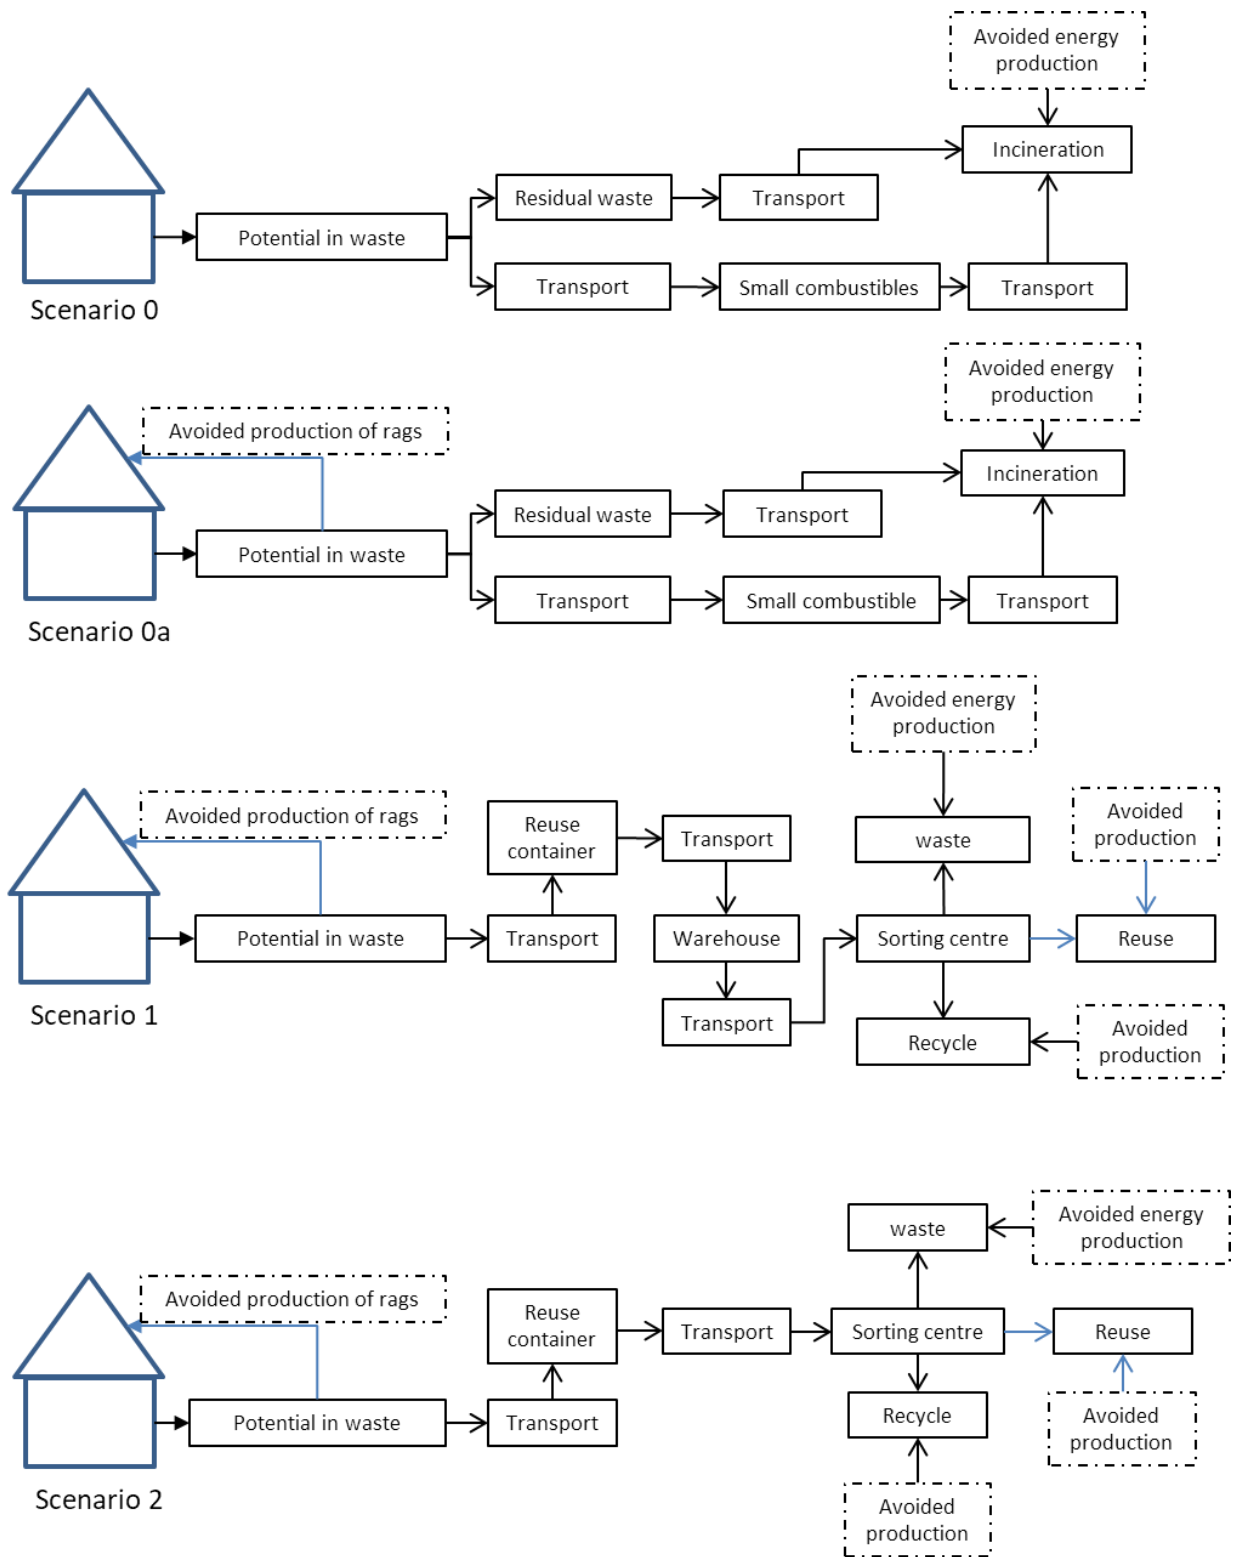 Avoided energy
production
Incineration
Residual waste
Transport
Potential in waste
Transport
Small combustibles
Transport
Scenario 0
Avoided energy
production
Avoided production of rags
Incineration
Residual waste
Transport
Potential in waste
Transport
Small combustible
Transport
Scenario 0a
Avoided energy
production
Avoided production of rags
Reuse
container
Transport
waste
Avoided
production
Potential in waste
Transport
Warehouse
Sorting centre
Reuse
Scenario 1
Transport
Recycle
Avoided
production
waste
Avoided energy
production
Avoided production of rags
Reuse
container
Transport
Sorting centre
Reuse
Potential in waste
Transport
Recycle
Avoided
production
Scenario 2
Avoided
production